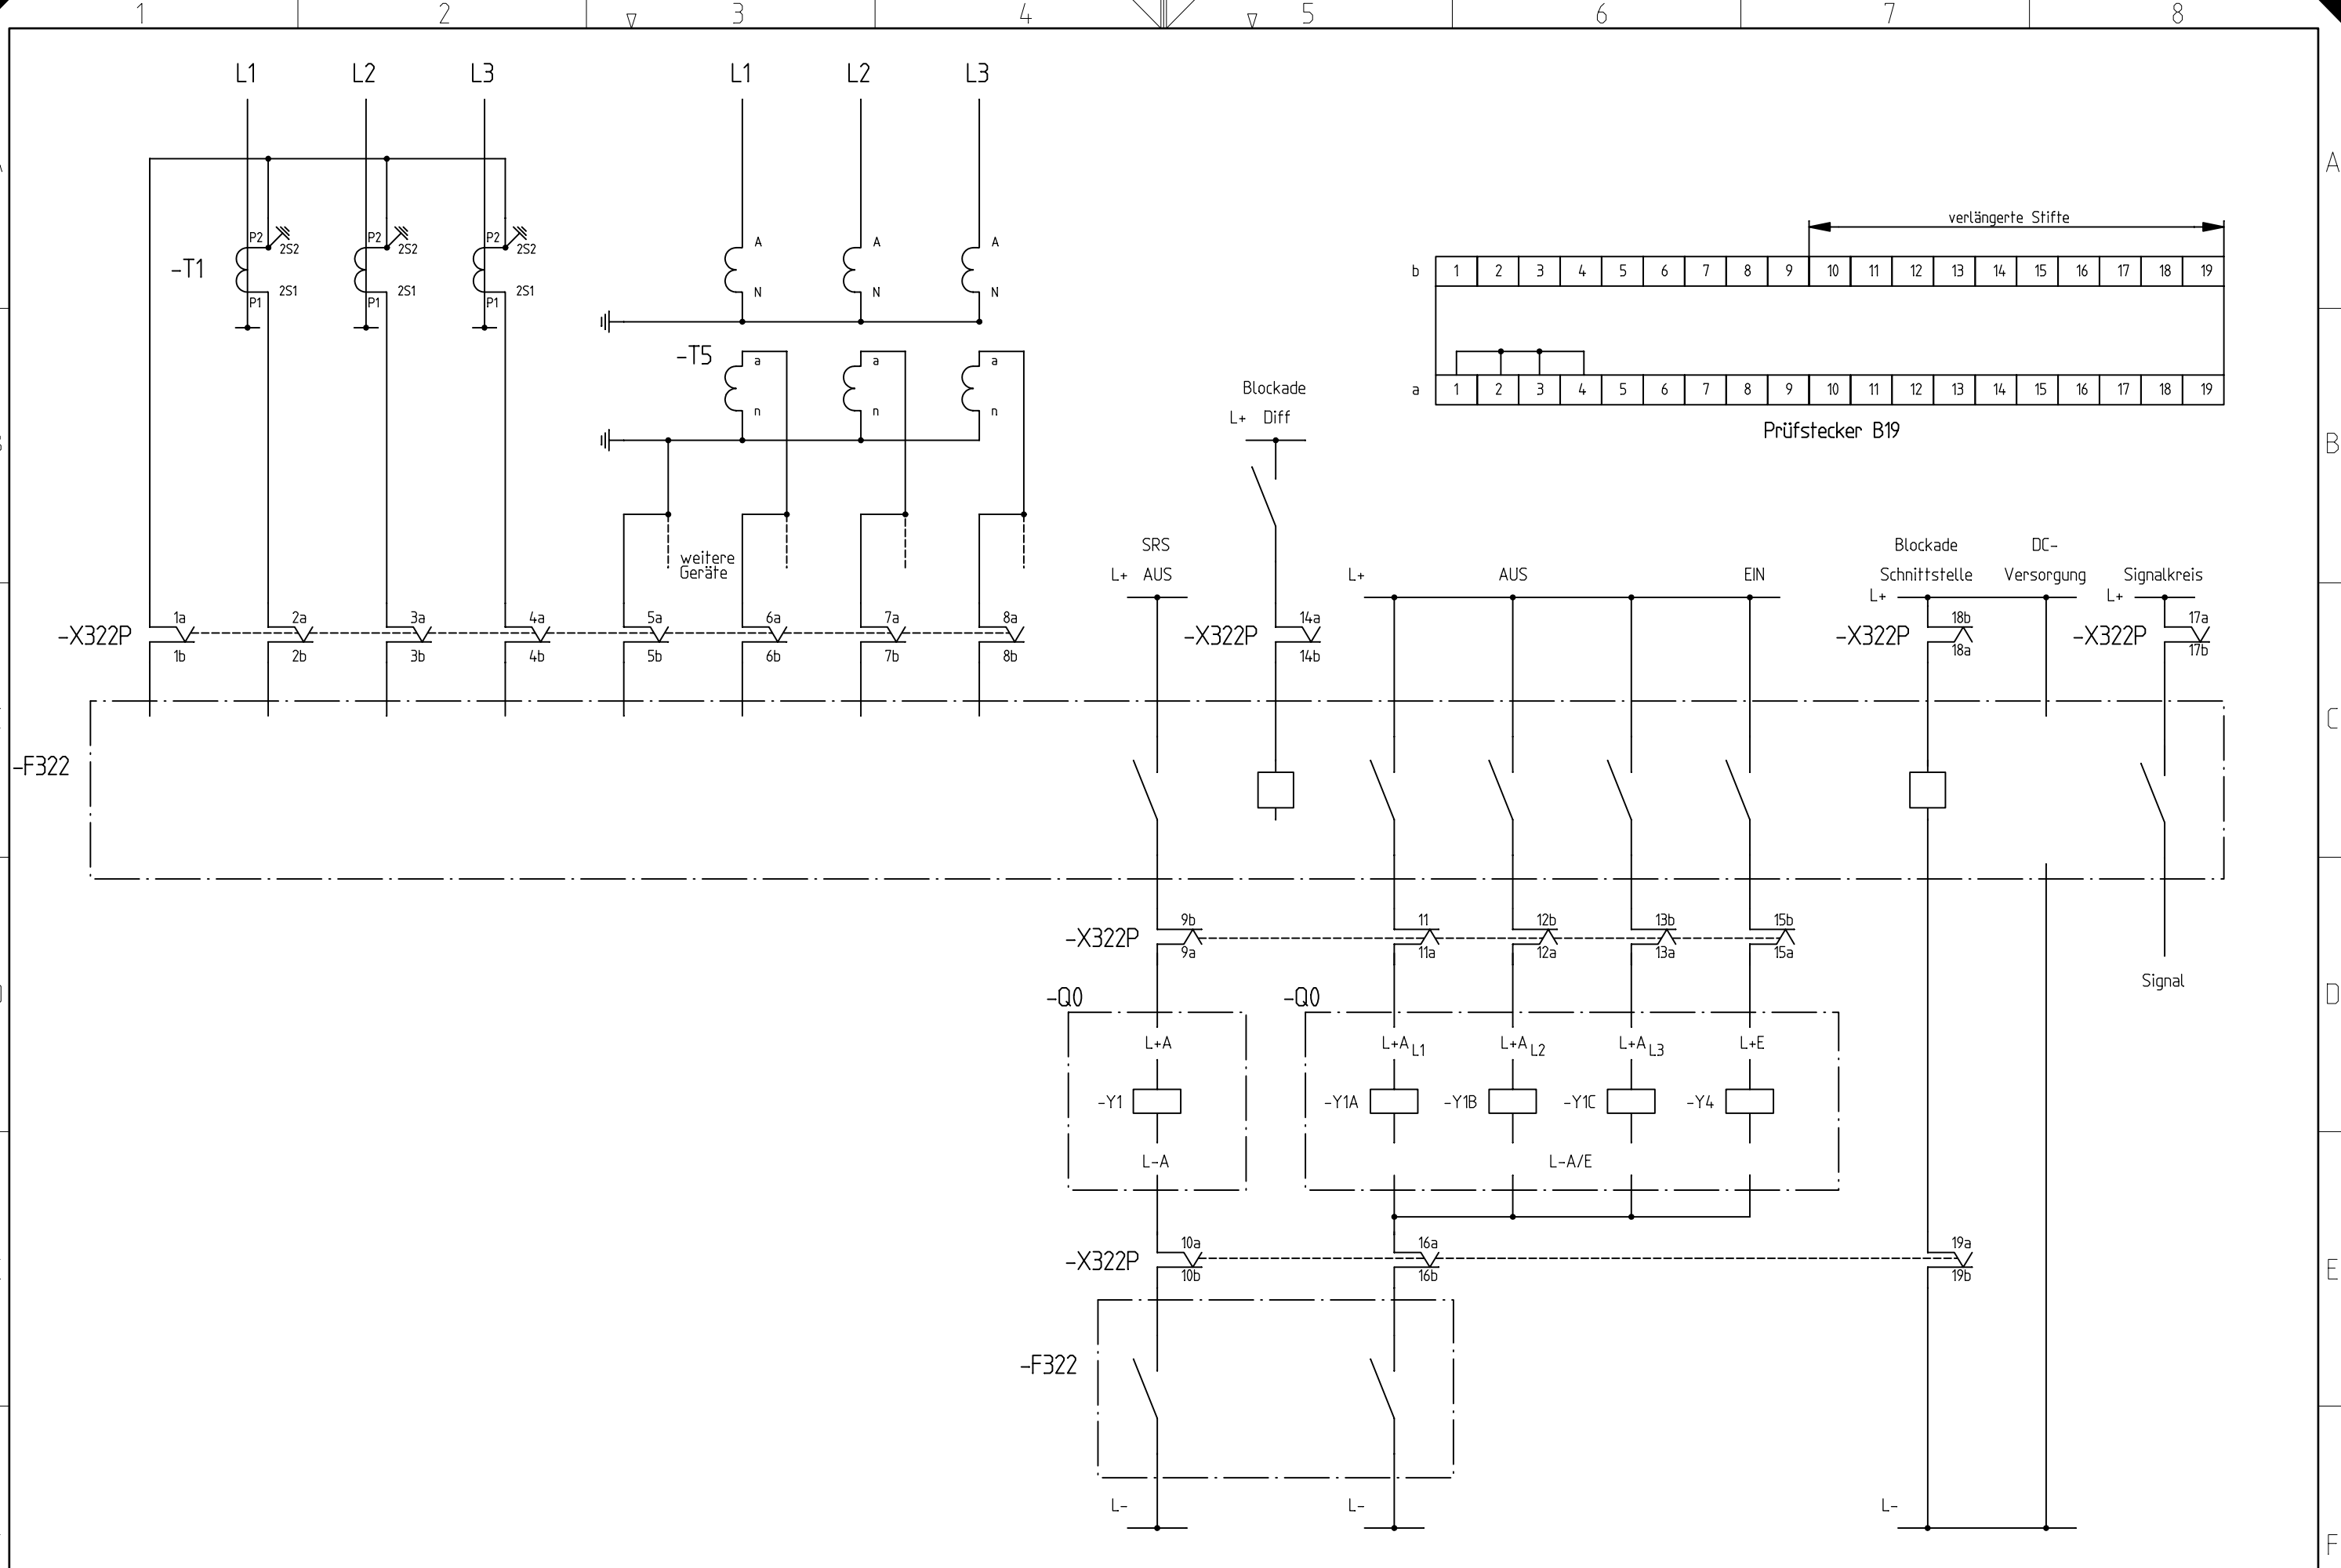 1 2 3 4 5 6 7 8
L1 L2 L3 L1 L2 L3
A
verlängerte Stifte
P2 2S2 P2 2S2 P2 2S2 A A A
-T1
2S1 2S1 2S1 N N N
P1 P1 P1
b 1 2 3 4 5 6 7 8 9 10 11 12 13 14 15 16 17 18 19
-T5
a a a
n n n
a 1 2 3 4 5 6 7 8 9 10 11 12 13 14 15 16 17 18 19
Prüfstecker B19
B
Blockade
L+ Diff
weitere
Geräte
SRS
L+ AUS
L+ AUS EIN
Blockade
Schnittstelle
L+
DC-
Versorgung
Signalkreis
L+
1a 2a 3a 4a 5a 6a 7a 8a 14a 18b 17a
-X322P -X322P -X322P -X322P
1b 2b 3b 4b 5b 6b 7b 8b 14b 18a 17b
C
-F322
9b 11 12b 13b 15b
-X322P
9a 11a 12a 13a 15a
Signal
D
-Q0 -Q0
L+A L+A L1 L+A L2 L+A L3 L+E
-Y1 -Y1A -Y1B -Y1C -Y4
L-A L-A/E
10a 16a 19a
-X322P
10b 16b 19b
E
-F322
L- L- L-
F